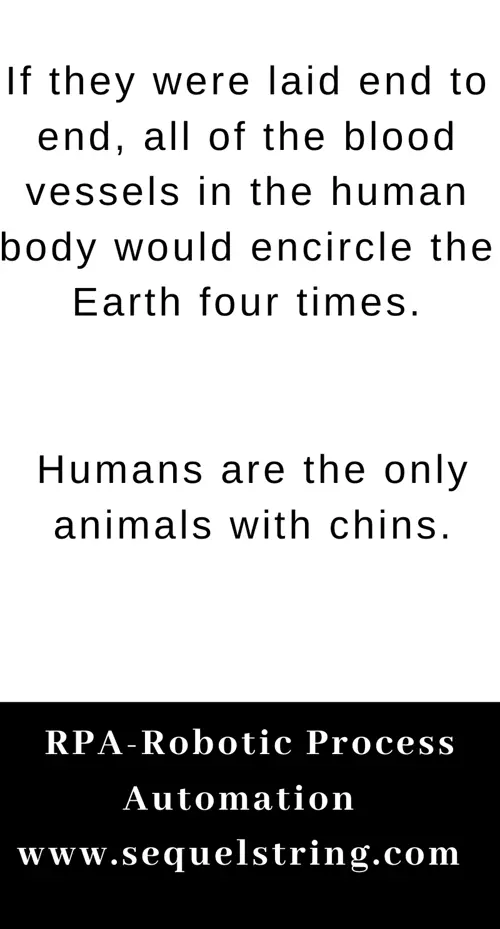 If they were laid end to
end, all of the blood
vessels in the human
body would encircle the
Earth four times.
Humans are the only
animals with chins.
RPA-Robotic Process
Automation
www.sequelstring.com